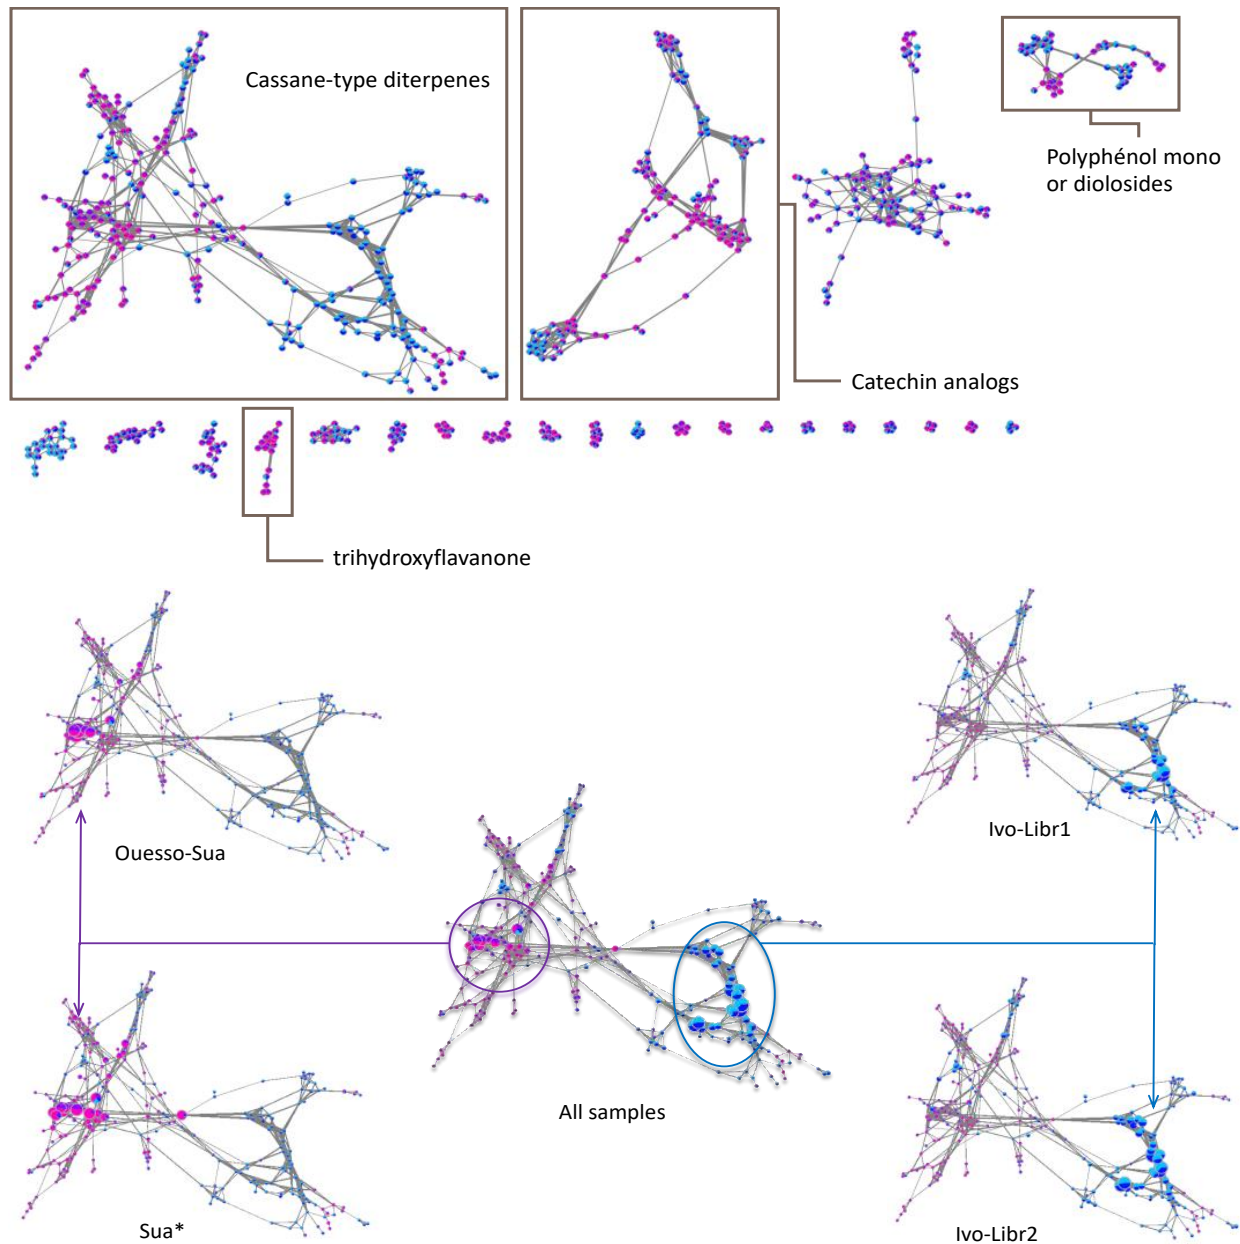 Cassane-type diterpenes
Polyphénol mono
or diolosides
Catechin analogs
trihydroxyflavanone
Ouesso-Sua
Ivo-Libr1
All samples
Sua*
Ivo-Libr2